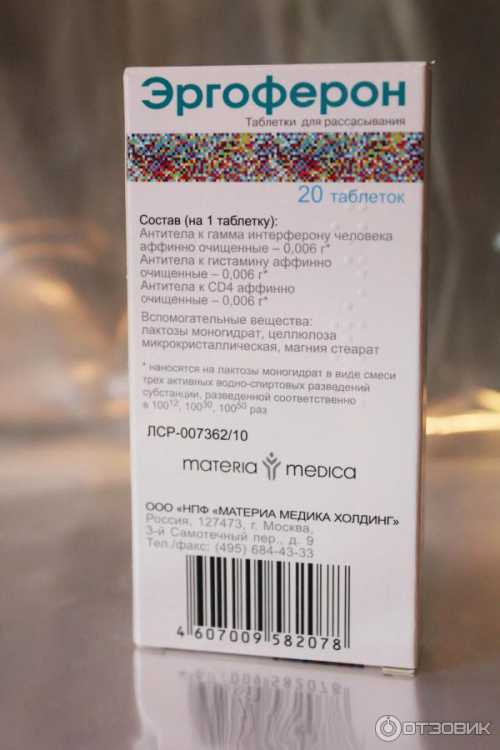 Эргоферон
Таблетки для рассасывания
20 таблеток
Состав (на 1 таблетку):
Антитела к гамма интерферону человека
аффинно очищенные – 0,006 г*
Антитела к гистамину аффинно
очищенные – 0,006 г*
Антитела к CD4 аффинно
очищенные – 0,006 г*
Вспомогательные вещества:
лактозы моногидрат, целлюлоза
микрокристаллическая, магния стеарат
* наносятся на лактозы моногидрат в виде смеси
трех активных водно-спиртовых разведений
субстанции, разведенной соответственно
в 100¹², 100³⁰, 100⁵⁰ раз
ЛСР-007362/10
materia medica
ООО «НПФ «МАТЕРИА МЕДИКА ХОЛДИНГ»
Россия, 127473, г. Москва,
3-й Самотечный пер., д. 9
Тел./факс: (495) 684-43-33
4 607009 582078
ОТЗОВИК